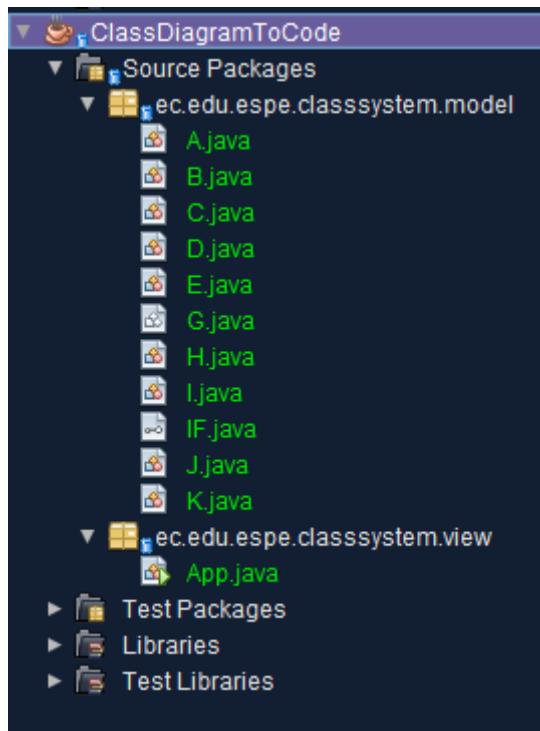 ClassDiagramToCode
Source Packages
ec.edu.espe.classsystem.model
A.java
B.java
C.java
D.java
E.java
G.java
H.java
I.java
IF.java
J.java
K.java
ec.edu.espe.classsystem.view
App.java
Test Packages
Libraries
Test Libraries